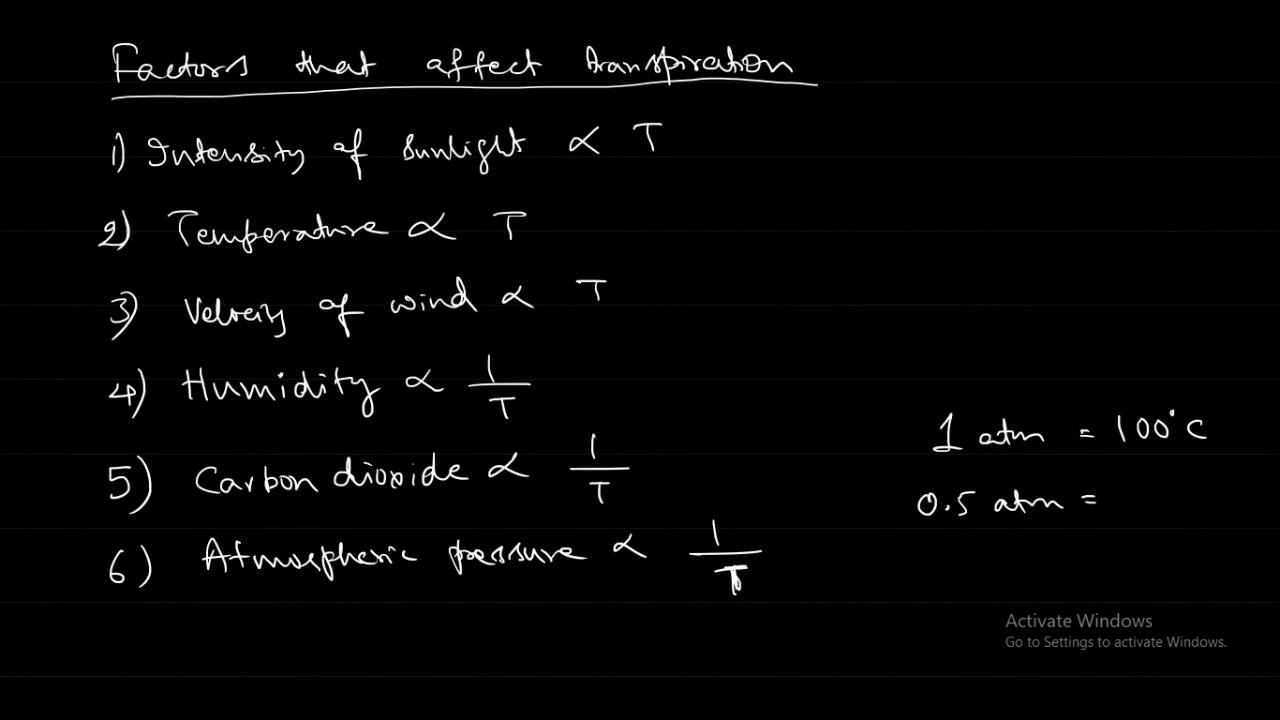 Factors that affect transpiration
1) Intensity of sunlight ∝ T
2) Temperature ∝ T
3) Velocity of wind ∝ T
4) Humidity ∝ 1/T
5) Carbon dioxide ∝ 1/T
6) Atmospheric pressure ∝ 1/T
1 atm = 100°C
0.5 atm =
Activate Windows
Go to Settings to activate Windows.